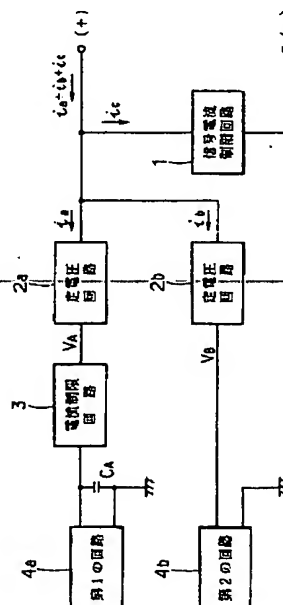 (+)
ia+ib+ic
ic
信号電流
制御回路
1
ia
ib
定電圧
回路
2a
定電圧
回路
2b
VA
VB
電流制限
回路
3
CA
第1の回路
4a
第2の回路
4b